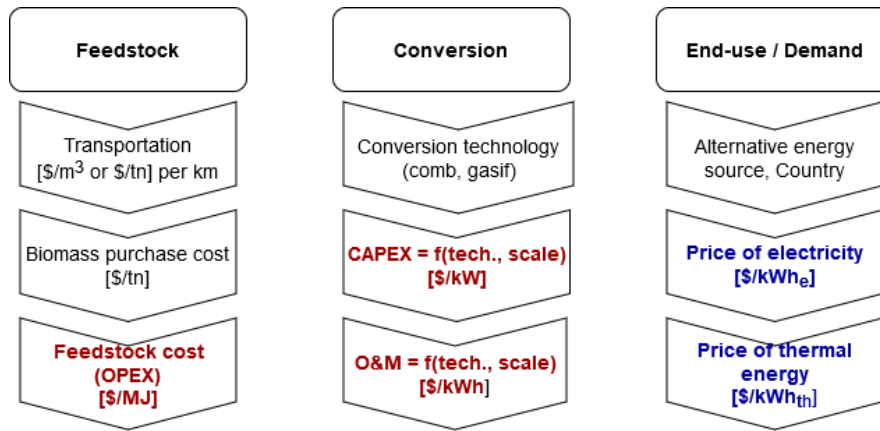 Feedstock
Transportation
[$/m³ or $/tn] per km
Biomass purchase cost
[$/tn]
Feedstock cost
(OPEX)
[$/MJ]
Conversion
Conversion technology
(comb, gasif)
CAPEX = f(tech., scale)
[$/kW]
O&M = f(tech., scale)
[$/kWh]
End-use / Demand
Alternative energy
source, Country
Price of electricity
[$/kWhₑ]
Price of thermal
energy
[$/kWhₜₕ]